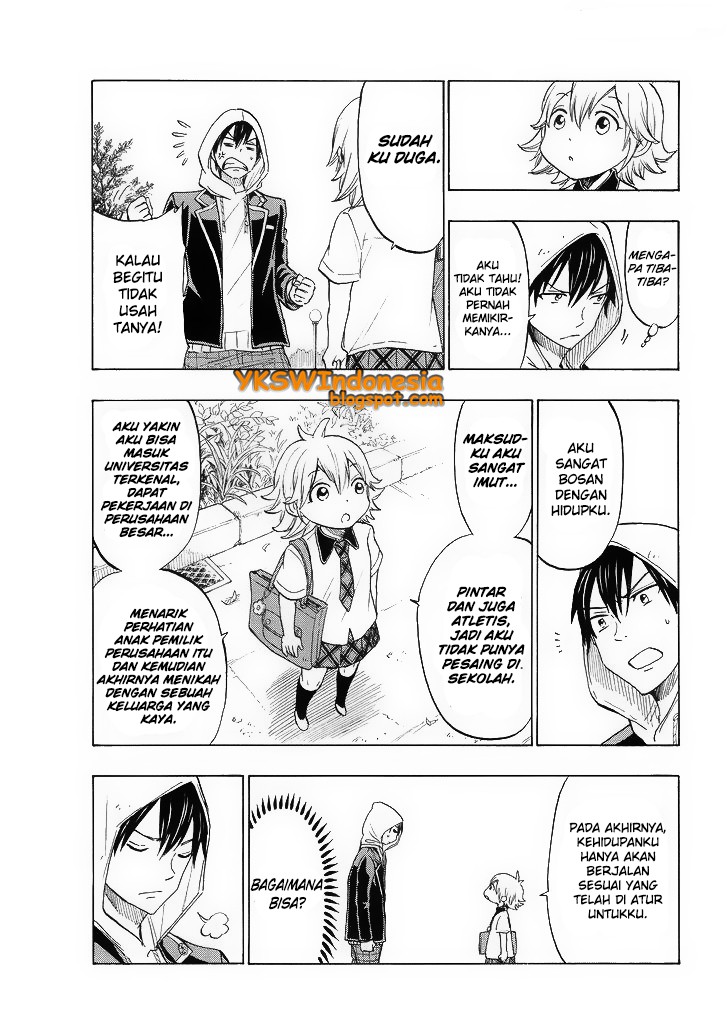 MENGA-
PA TIBA-
TIBA?
AKU
TIDAK TAHU!
AKU TIDAK
PERNAH
MEMIKIR-
KANYA...
SUDAH
KU DUGA.
KALAU
BEGITU
TIDAK
USAH
TANYA!
YKSWIndonesia
blogspot.com
AKU
SANGAT
BOSAN
DENGAN
HIDUPKU.
MAKSUD-
KU AKU
SANGAT
IMUT...
PINTAR
DAN JUGA
ATLETIS,
JADI AKU
TIDAK PUNYA
PESAING DI
SEKOLAH.
AKU YAKIN
AKU BISA
MASUK
UNIVERSITAS
TERKENAL,
DAPAT
PEKERJAAN DI
PERUSAHAAN
BESAR...
MENARIK
PERHATIAN
ANAK PEMILIK
PERUSAHAAN ITU
DAN KEMUDIAN
AKHIRNYA MENIKAH
DENGAN SEBUAH
KELUARGA YANG
KAYA.
PADA AKHIRNYA,
KEHIDUPANKU
HANYA AKAN
BERJALAN
SESUAI YANG
TELAH DI ATUR
UNTUKKU.
BAGAIMANA
BISA?